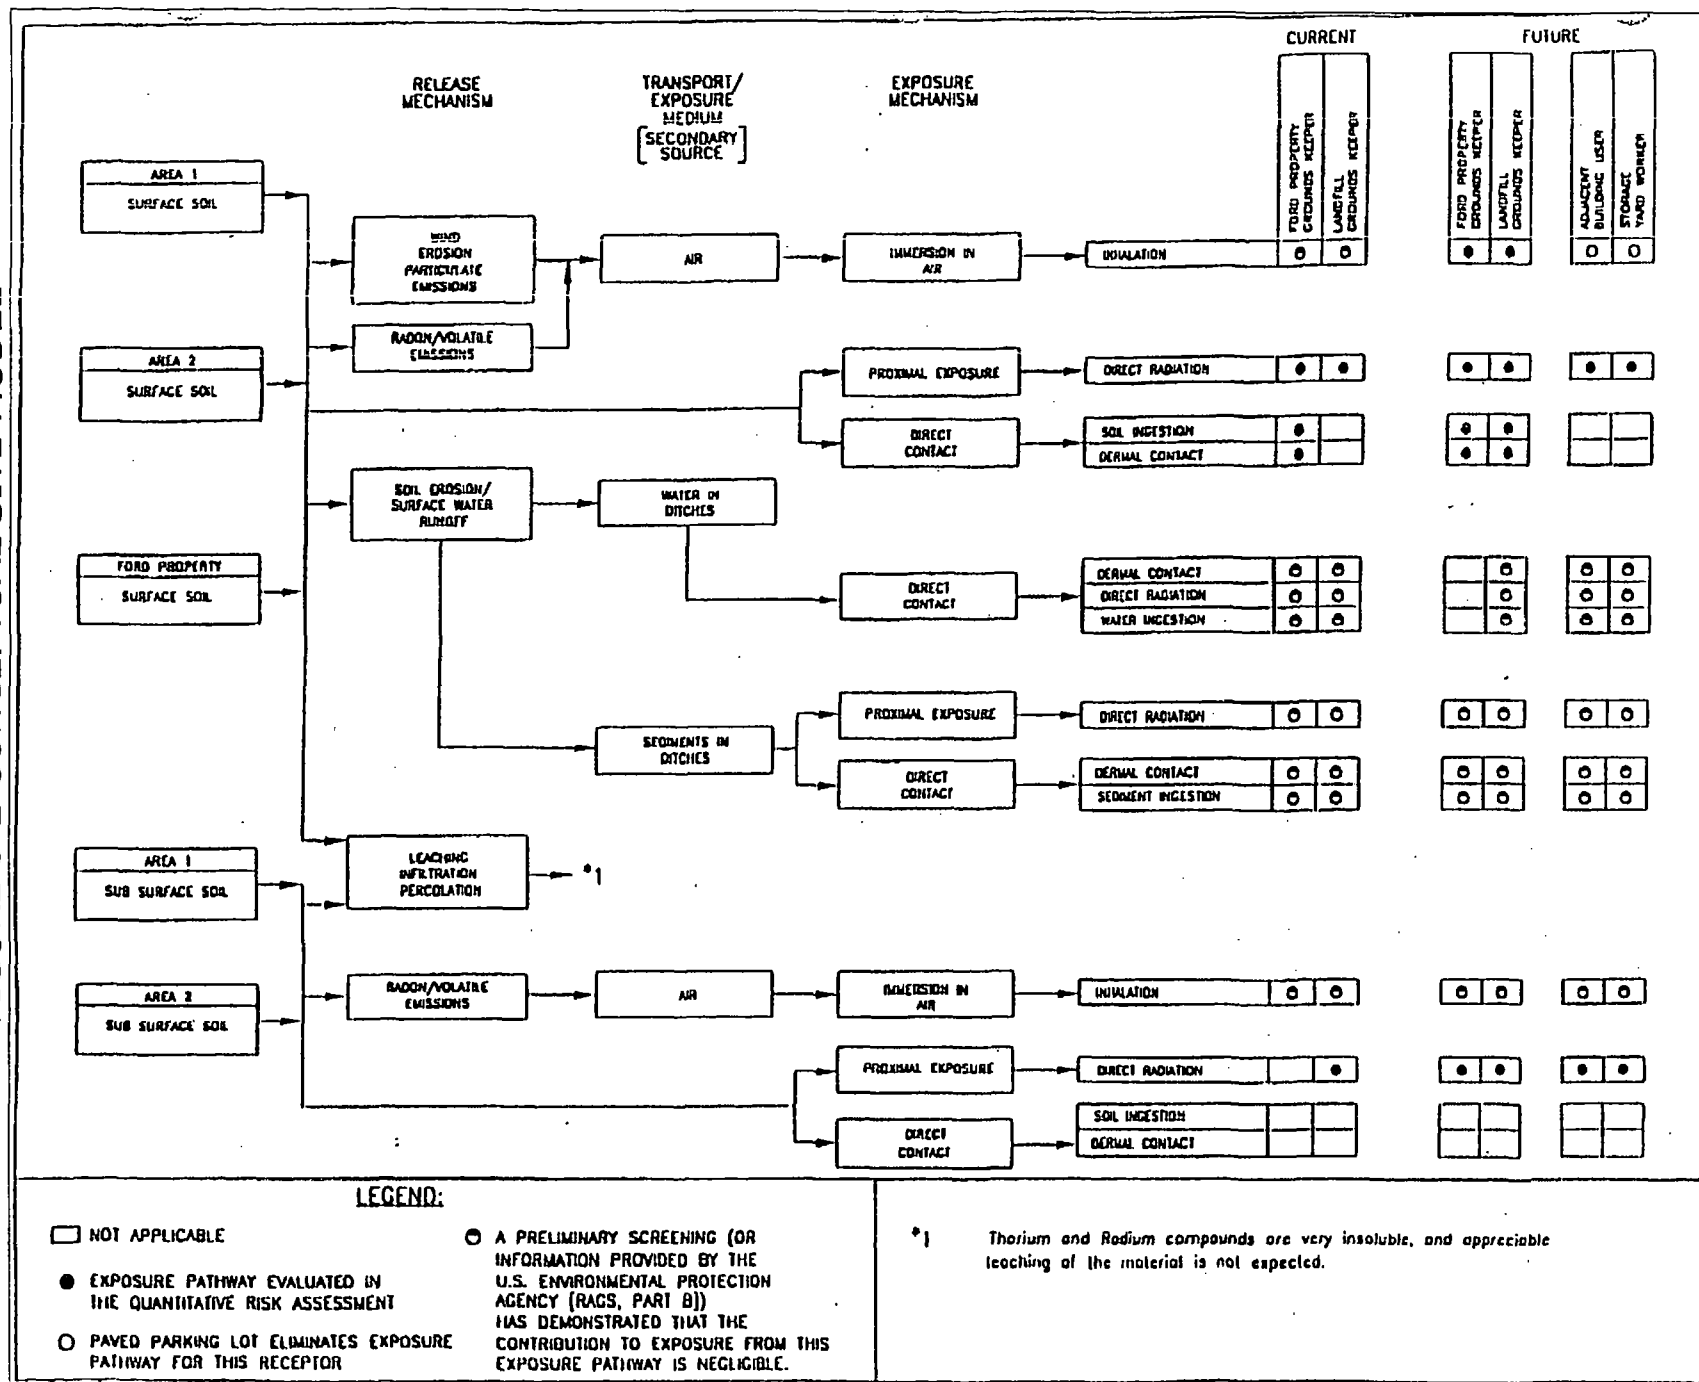 CURRENT
FUTURE
RELEASE
MECHANISM
TRANSPORT/
EXPOSURE
MEDIUM
[SECONDARY
SOURCE]
EXPOSURE
MECHANISM
FORD PROPERTY
GROUNDS KEEPER
LANDFILL
GROUNDS KEEPER
FORD PROPERTY
GROUNDS KEEPER
LANDFILL
GROUNDS KEEPER
ADJACENT
BUILDING USER
STORAGE
YARD WORKER
AREA 1
SURFACE SOIL
WIND
EROSION
PARTICULATE
EMISSIONS
AIR
IMMERSION IN
AIR
INHALATION
RADON/VOLATILE
EMISSIONS
AREA 2
SURFACE SOIL
PROXIMAL EXPOSURE
DIRECT RADIATION
DIRECT
CONTACT
SOIL INGESTION
DERMAL CONTACT
SOIL EROSION/
SURFACE WATER
RUNOFF
WATER IN
DITCHES
FORD PROPERTY
SURFACE SOIL
DIRECT
CONTACT
DERMAL CONTACT
DIRECT RADIATION
WATER INGESTION
SEDIMENTS IN
DITCHES
PROXIMAL EXPOSURE
DIRECT RADIATION
DIRECT
CONTACT
DERMAL CONTACT
SEDIMENT INGESTION
AREA 1
SUB SURFACE SOIL
LEACHING
INFILTRATION
PERCOLATION
*1
AREA 2
SUB SURFACE SOIL
RADON/VOLATILE
EMISSIONS
AIR
IMMERSION IN
AIR
INHALATION
PROXIMAL EXPOSURE
DIRECT RADIATION
DIRECT
CONTACT
SOIL INGESTION
DERMAL CONTACT
LEGEND:
NOT APPLICABLE
EXPOSURE PATHWAY EVALUATED IN
THE QUANTITATIVE RISK ASSESSMENT
PAVED PARKING LOT ELIMINATES EXPOSURE
PATHWAY FOR THIS RECEPTOR
A PRELIMINARY SCREENING (OR
INFORMATION PROVIDED BY THE
U.S. ENVIRONMENTAL PROTECTION
AGENCY (RAGS, PART B))
HAS DEMONSTRATED THAT THE
CONTRIBUTION TO EXPOSURE FROM THIS
EXPOSURE PATHWAY IS NEGLIGIBLE.
*1 Thorium and Radium compounds are very insoluble, and appreciable
leaching of the material is not expected.